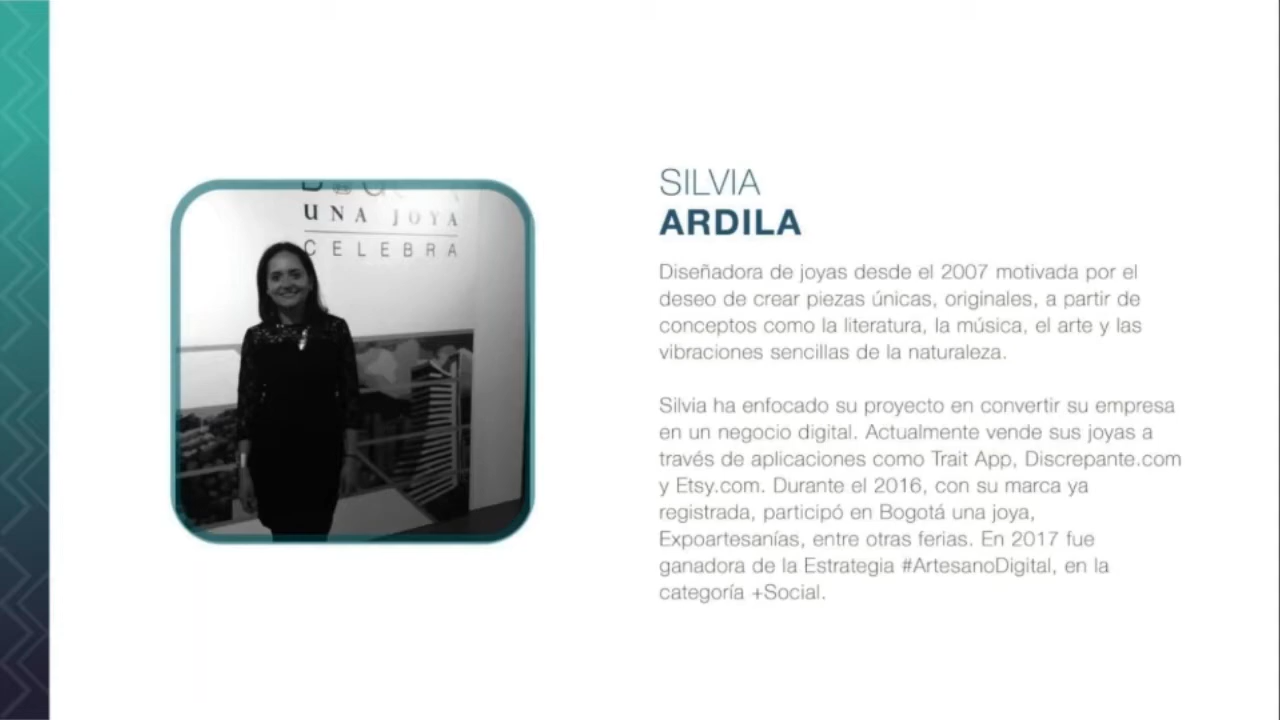 UNA JOYA
CELEBRA
SILVIA
ARDILA
Diseñadora de joyas desde el 2007 motivada por el
deseo de crear piezas únicas, originales, a partir de
conceptos como la literatura, la música, el arte y las
vibraciones sencillas de la naturaleza.
Silvia ha enfocado su proyecto en convertir su empresa
en un negocio digital. Actualmente vende sus joyas a
través de aplicaciones como Trait App, Discrepante.com
y Etsy.com. Durante el 2016, con su marca ya
registrada, participó en Bogotá una joya,
Expoartesanías, entre otras ferias. En 2017 fue
ganadora de la Estrategia #ArtesanoDigital, en la
categoría +Social.